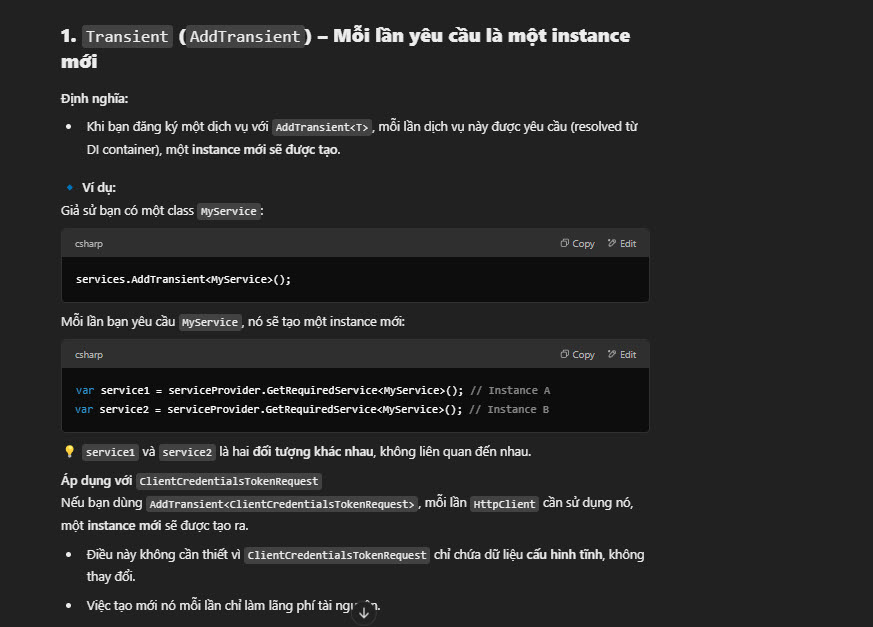 1. Transient (AddTransient) – Mỗi lần yêu cầu là một instance
mới
Định nghĩa:
• Khi bạn đăng ký một dịch vụ với AddTransient<T>, mỗi lần dịch vụ này được yêu cầu (resolved từ
DI container), một instance mới sẽ được tạo.
🔹 Ví dụ:
Giả sử bạn có một class MyService:
csharp Copy Edit
services.AddTransient<MyService>();
Mỗi lần bạn yêu cầu MyService, nó sẽ tạo một instance mới:
csharp Copy Edit
var service1 = serviceProvider.GetRequiredService<MyService>(); // Instance A
var service2 = serviceProvider.GetRequiredService<MyService>(); // Instance B
💡 service1 và service2 là hai đối tượng khác nhau, không liên quan đến nhau.
Áp dụng với ClientCredentialsTokenRequest
Nếu bạn dùng AddTransient<ClientCredentialsTokenRequest>, mỗi lần HttpClient cần sử dụng nó,
một instance mới sẽ được tạo ra.
• Điều này không cần thiết vì ClientCredentialsTokenRequest chỉ chứa dữ liệu cấu hình tĩnh, không
thay đổi.
• Việc tạo mới nó mỗi lần chỉ làm lãng phí tài